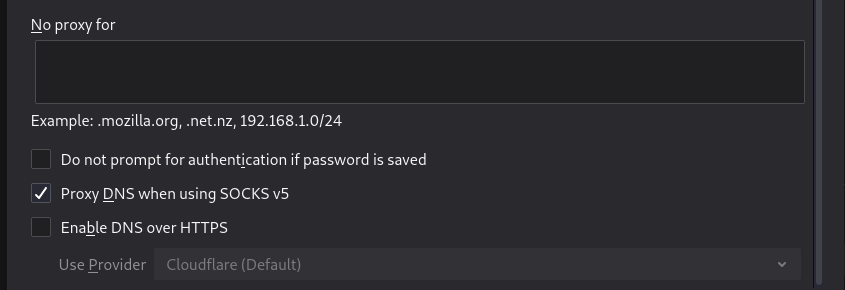 No proxy for
Example: .mozilla.org, .net.nz, 192.168.1.0/24
Do not prompt for authentication if password is saved
Proxy DNS when using SOCKS v5
Enable DNS over HTTPS
Use Provider Cloudflare (Default)